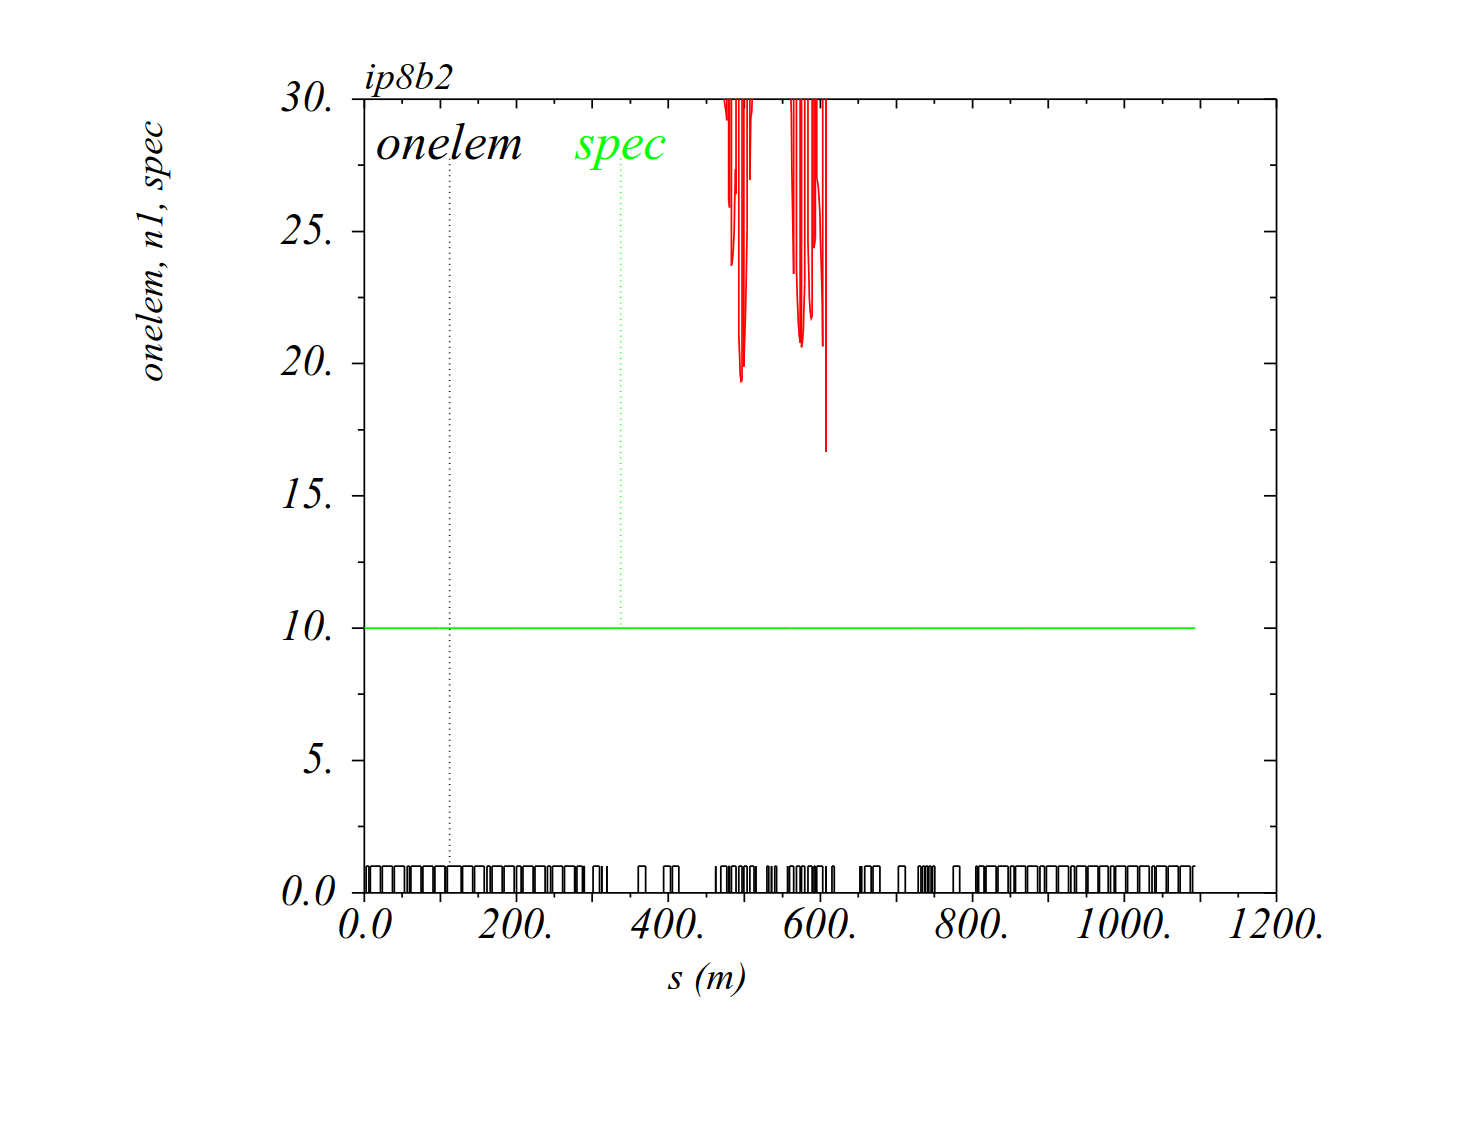 ip8b2
30.
onelem spec
onelem, n1, spec
25.
20.
15.
10.
5.
0.0
0.0 200. 400. 600. 800. 1000. 1200.
s (m)